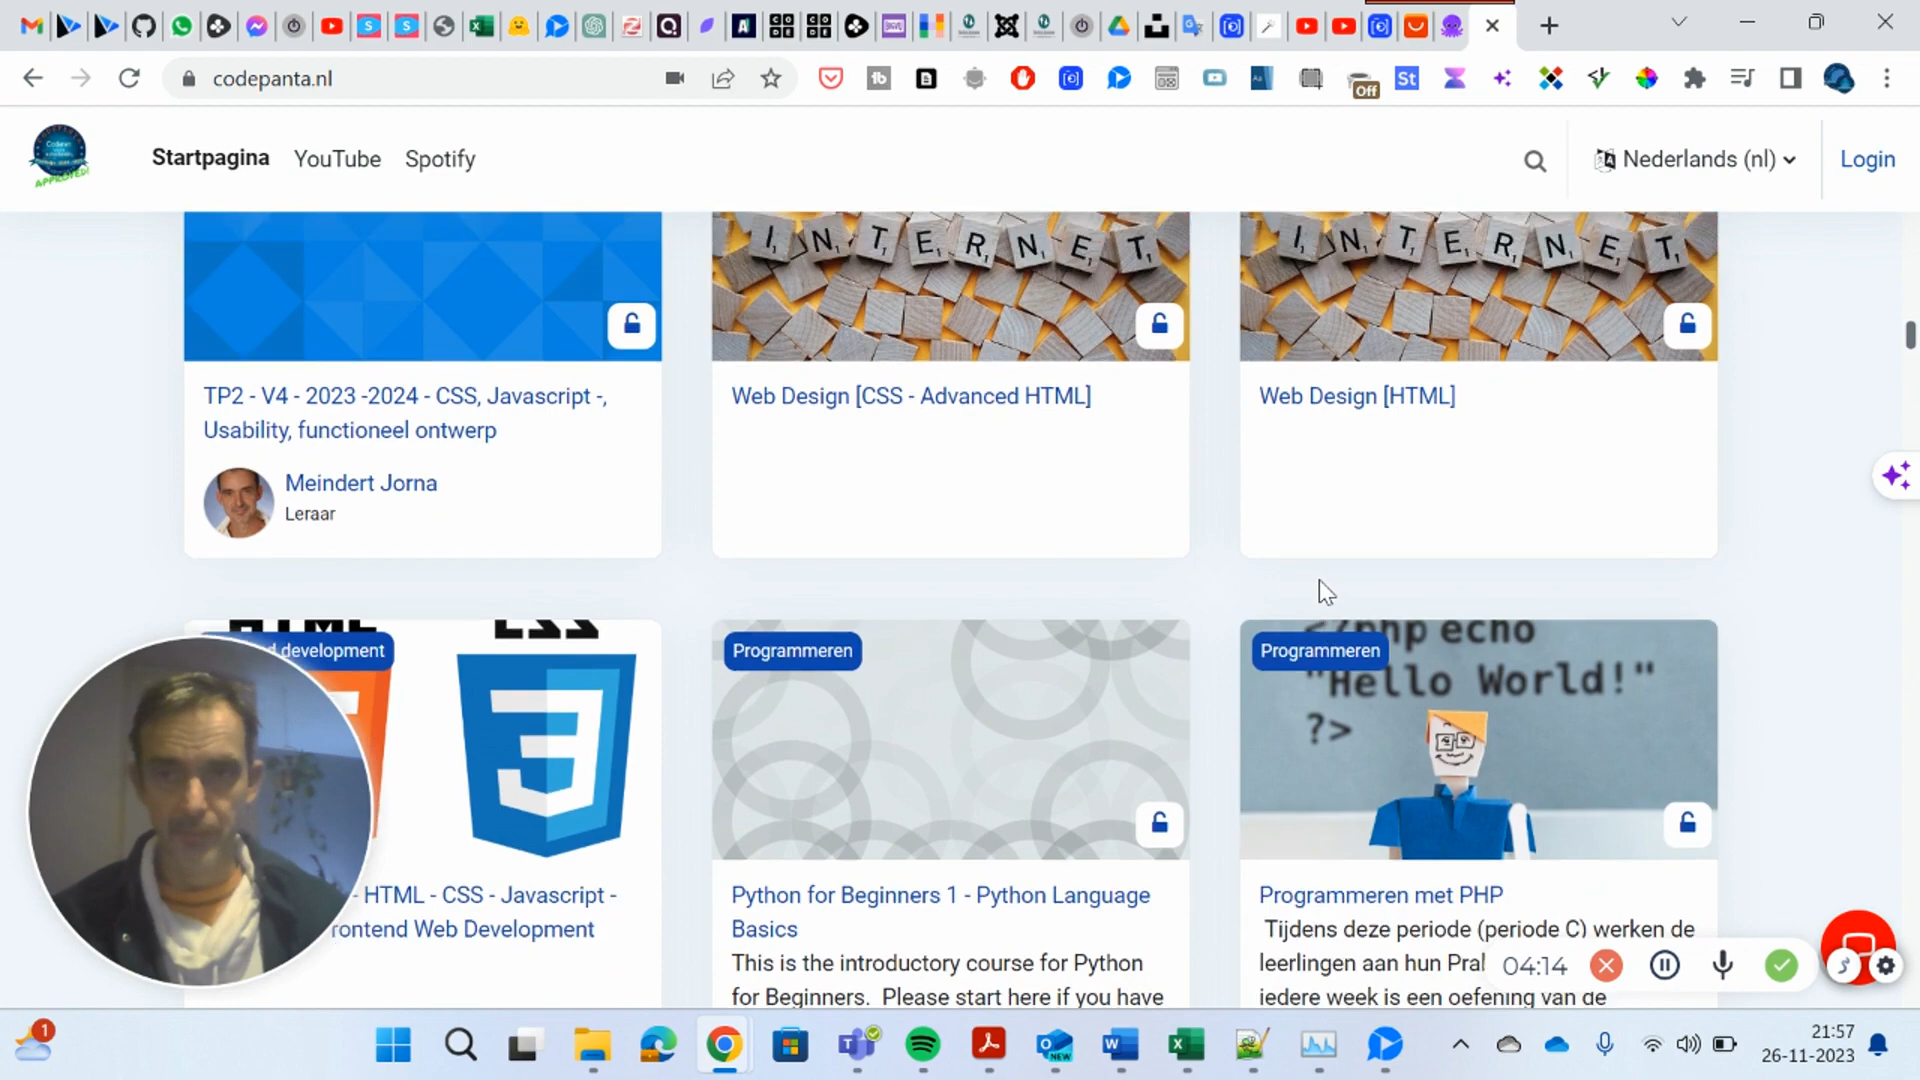 codepanta.nl
Off
St
Startpagina
YouTube
Spotify
Nederlands (nl)
Login
APPROVED!
INTERNET
INTERNET
TP2 - V4 - 2023 -2024 - CSS, Javascript -,
Usability, functioneel ontwerp
Meindert Jorna
Leraar
Web Design [CSS - Advanced HTML]
Web Design [HTML]
development
Programmeren
Programmeren
<?php echo
"Hello World!"
?>
- HTML - CSS - Javascript -
rontend Web Development
Python for Beginners 1 - Python Language
Basics
This is the introductory course for Python
for Beginners. Please start here if you have
Programmeren met PHP
Tijdens deze periode (periode C) werken de
leerlingen aan hun
iedere week is een oefening van de
04:14
1
21:57
26-11-2023